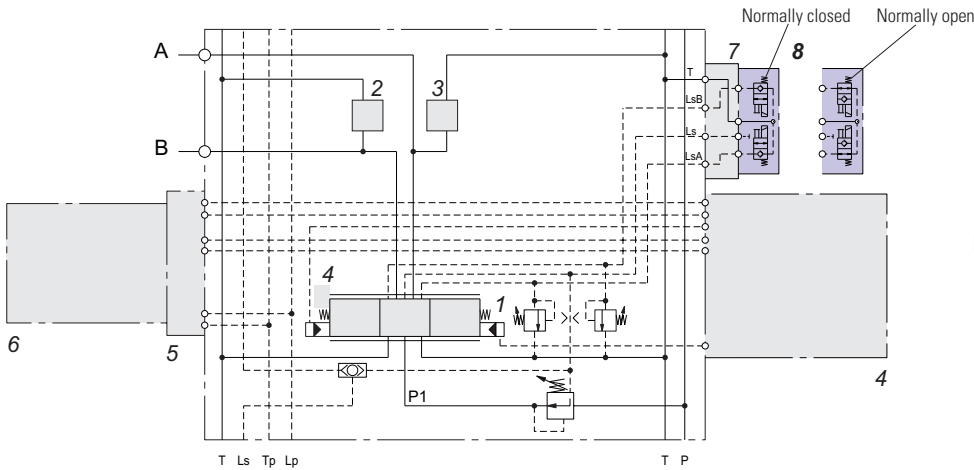 Normally closed Normally open
A 2 3 7 8
T
LsB
B Ls
LsA
4 1
6 5 4
P1
T Ls Tp Lp T P